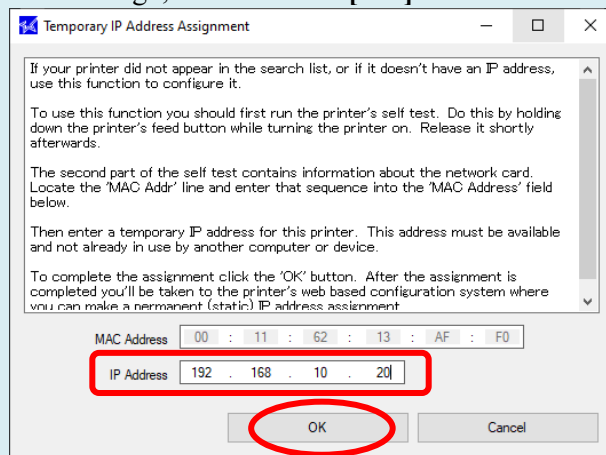 Temporary IP Address Assignment
If your printer did not appear in the search list, or if it doesn't have an IP address,
use this function to configure it.
To use this function you should first run the printer's self test. Do this by holding
down the printer's feed button while turning the printer on. Release it shortly
afterwards.
The second part of the self test contains information about the network card.
Locate the 'MAC Addr' line and enter that sequence into the 'MAC Address' field
below.
Then enter a temporary IP address for this printer. This address must be available
and not already in use by another computer or device.
To complete the assignment click the 'OK' button. After the assignment is
completed you'll be taken to the printer's web based configuration system where
you can make a permanent (static) IP address assignment
MAC Address 00 : 11 : 62 : 13 : AF : F0
IP Address 192 . 168 . 10 . 20
OK Cancel